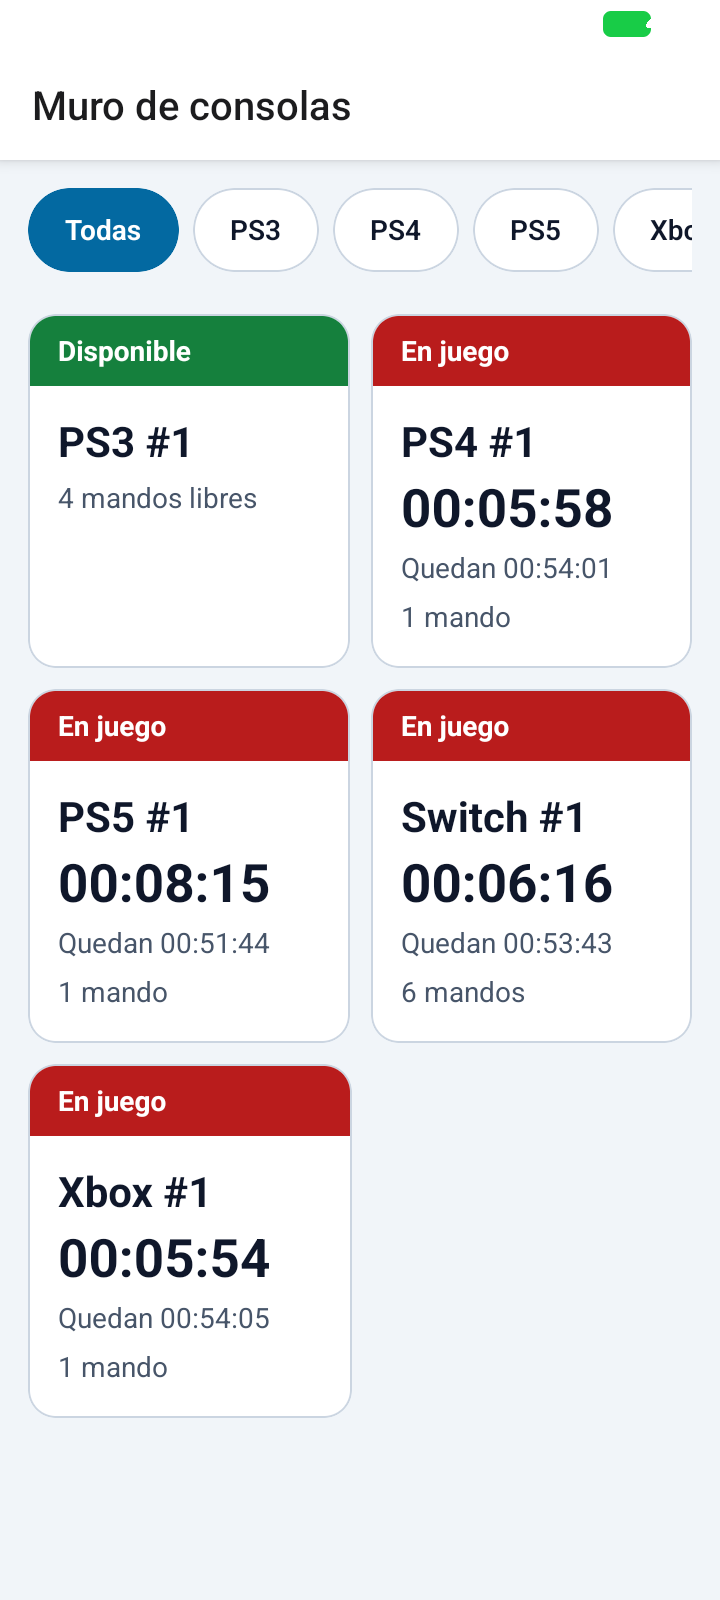 Muro de consolas
Todas
PS3
PS4
PS5
Xbo
Disponible
PS3 #1
4 mandos libres
En juego
PS4 #1
00:05:58
Quedan 00:54:01
1 mando
En juego
PS5 #1
00:08:15
Quedan 00:51:44
1 mando
En juego
Switch #1
00:06:16
Quedan 00:53:43
6 mandos
En juego
Xbox #1
00:05:54
Quedan 00:54:05
1 mando